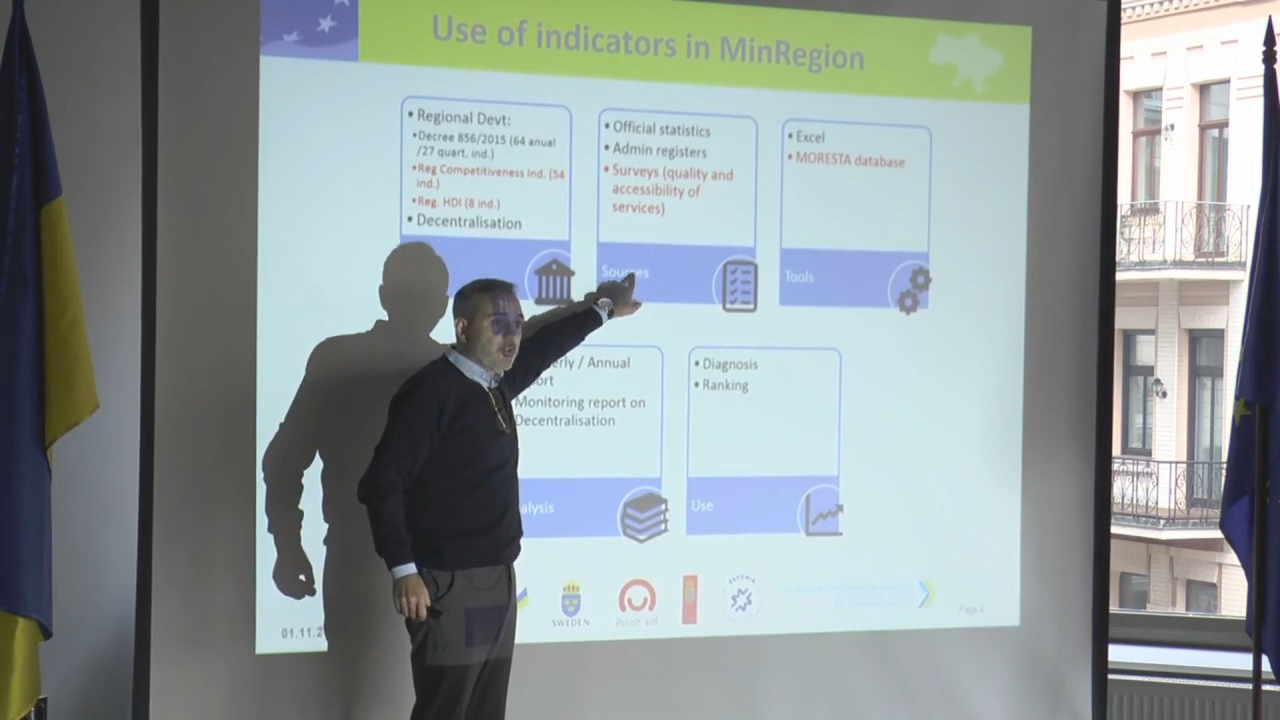 Use of indicators in MinRegion
• Regional Devt:
•Decree 856/2015 (64 anual
/27 quart. ind.)
•Reg Competitiveness Ind. (54
ind.)
•Reg. HDI (8 ind.)
• Decentralisation
• Official statistics
• Admin registers
• Surveys (quality and
accessibility of
services)
Sources
• Excel
• MORESTA database
Tools
erly / Annual
ort
Monitoring report on
Decentralisation
alysis
• Diagnosis
• Ranking
Use
SWEDEN
Polish aid
ESTONIA
01.11.2
Page 4